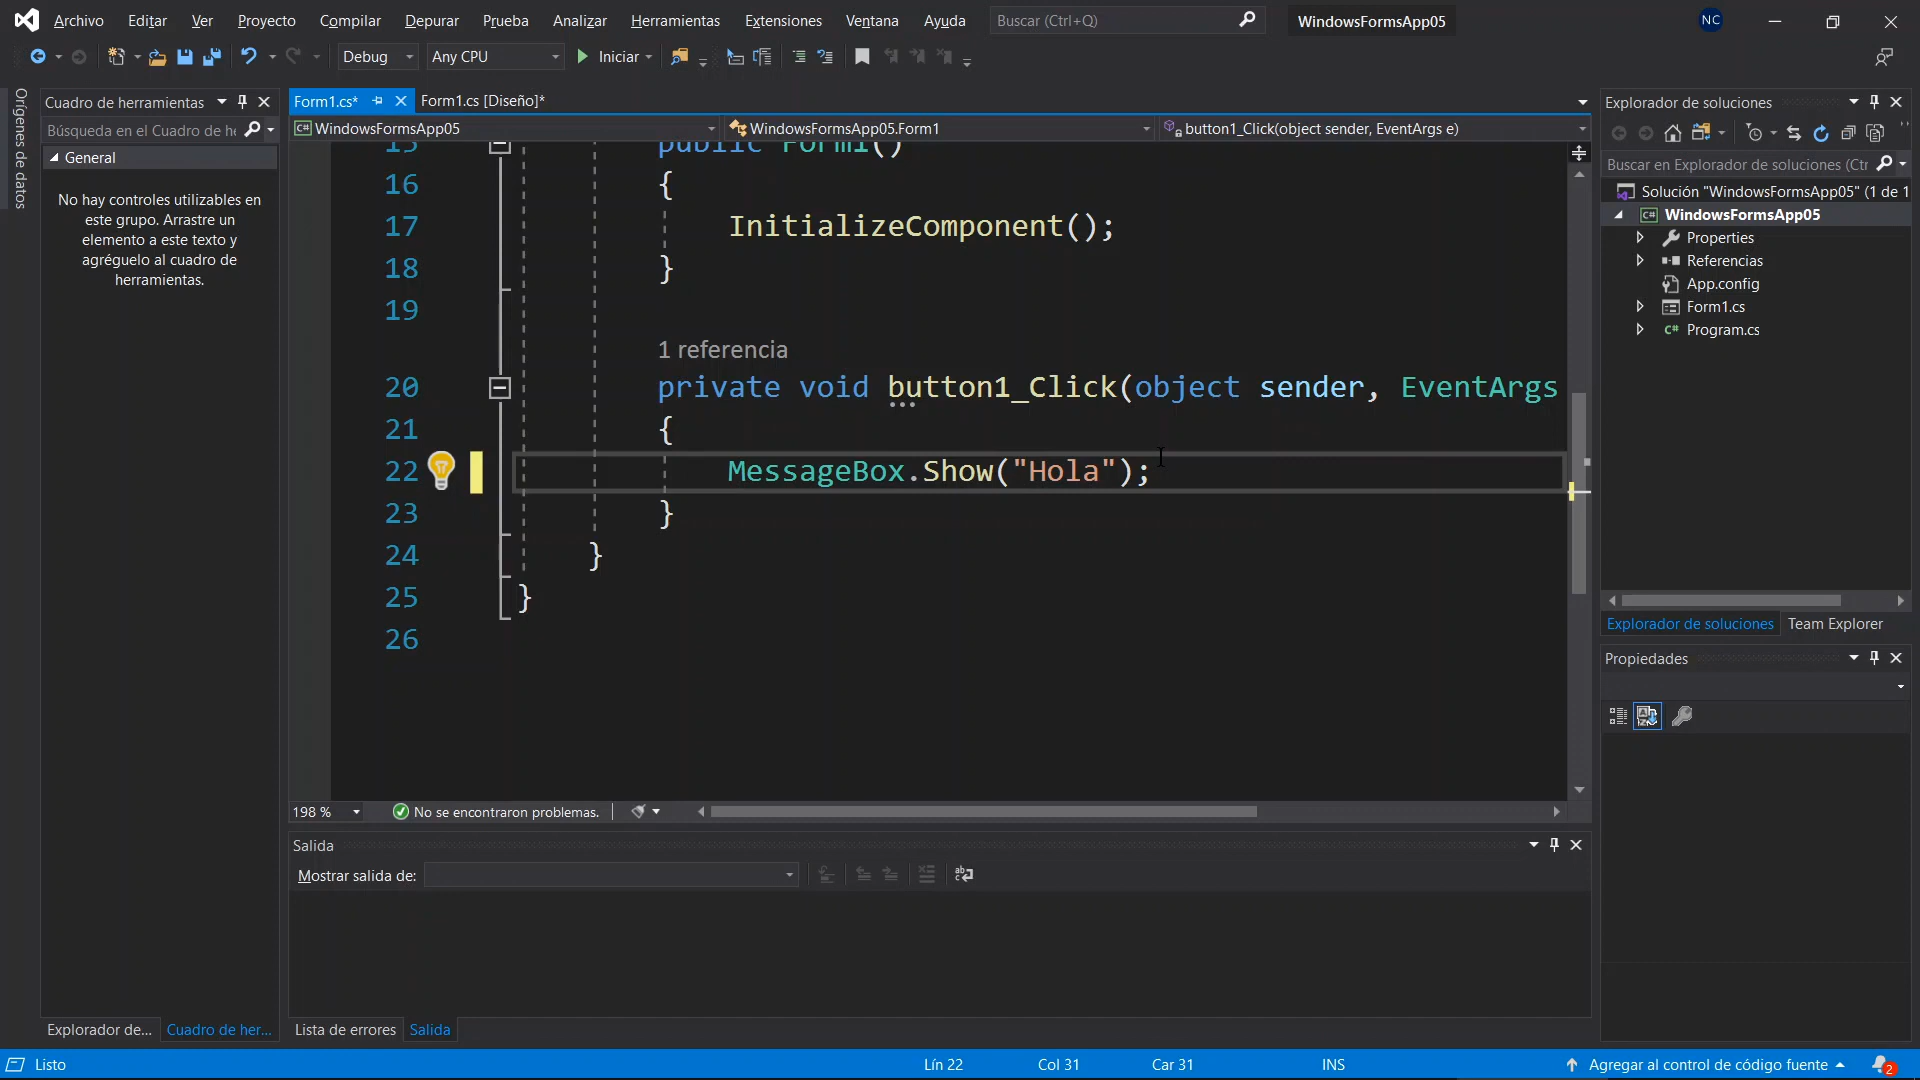 Archivo Editar Ver Proyecto Compilar Depurar Prueba Analizar Herramientas Extensiones Ventana Ayuda Buscar (Ctrl+Q) WindowsFormsApp05 NC
Debug Any CPU Iniciar
Orígenes de datos
Cuadro de herramientas
Búsqueda en el Cuadro de he
General
No hay controles utilizables en
este grupo. Arrastre un
elemento a este texto y
agréguelo al cuadro de
herramientas.
Explorador de... Cuadro de her...
Form1.cs* Form1.cs [Diseño]*
WindowsFormsApp05 WindowsFormsApp05.Form1 button1_Click(object sender, EventArgs e)
15 public Form1()
16 {
17 InitializeComponent();
18 }
19
1 referencia
20 private void button1_Click(object sender, EventArgs
21 {
22 MessageBox.Show("Hola");
23 }
24 }
25 }
26
198 % No se encontraron problemas.
Salida
Mostrar salida de:
Lista de errores Salida
Explorador de soluciones
Buscar en Explorador de soluciones (Ctr
Solución "WindowsFormsApp05" (1 de 1
WindowsFormsApp05
Properties
Referencias
App.config
Form1.cs
Program.cs
Explorador de soluciones Team Explorer
Propiedades
Listo Lín 22 Col 31 Car 31 INS Agregar al control de código fuente 2